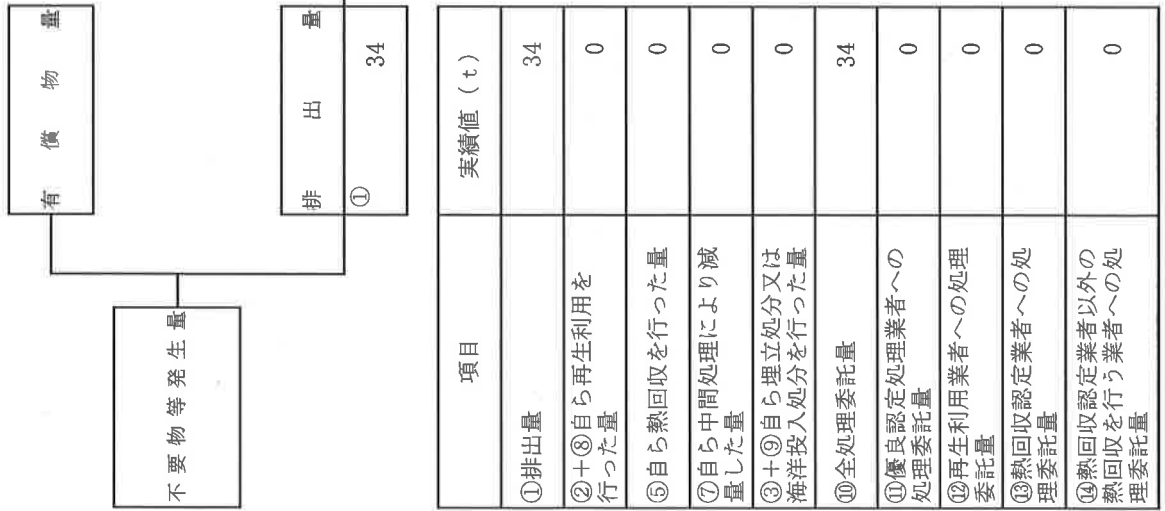 不要物等発生量
有償物量
排出量
①
34
項目
実績値（t）
①排出量
34
②＋⑧自ら再生利用を
行った量
0
⑤自ら熱回収を行った量
0
⑦自ら中間処理により減
量した量
0
③＋⑨自ら埋立処分又は
海洋投入処分を行った量
0
⑩全処理委託量
34
⑪優良認定処理業者への
処理委託量
0
⑫再生利用業者への処理
委託量
0
⑬熱回収認定業者への処
理委託量
0
⑭熱回収認定業者以外の
熱回収を行う業者への処
理委託量
0